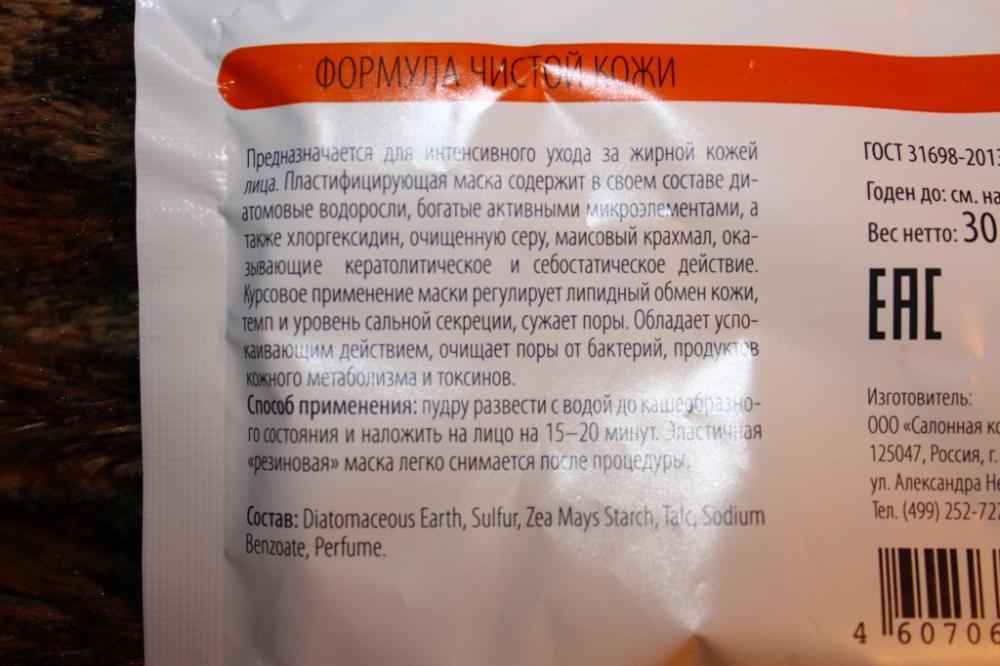 ФОРМУЛА ЧИСТОЙ КОЖИ
Предназначается для интенсивного ухода за жирной кожей
лица. Пластифицирующая маска содержит в своем составе ди-
атомовые водоросли, богатые активными микроэлементами, а
также хлоргексидин, очищенную серу, маисовый крахмал, ока-
зывающие кератолитическое и себостатическое действие.
Курсовое применение маски регулирует липидный обмен кожи,
темп и уровень сальной секреции, сужает поры. Обладает успо-
каивающим действием, очищает поры от бактерий, продуктов
кожного метаболизма и токсинов.
Способ применения: пудру развести с водой до кашеобразно-
го состояния и наложить на лицо на 15–20 минут. Эластичная
«резиновая» маска легко снимается после процедуры.
Состав: Diatomaceous Earth, Sulfur, Zea Mays Starch, Talc, Sodium
Benzoate, Perfume.
ГОСТ 31698-2013
Годен до: см. на
Вес нетто: 30
ЕАС
Изготовитель:
ООО «Салонная ко
125047, Россия, г.
ул. Александра Не
Тел. (499) 252-727
4 60706